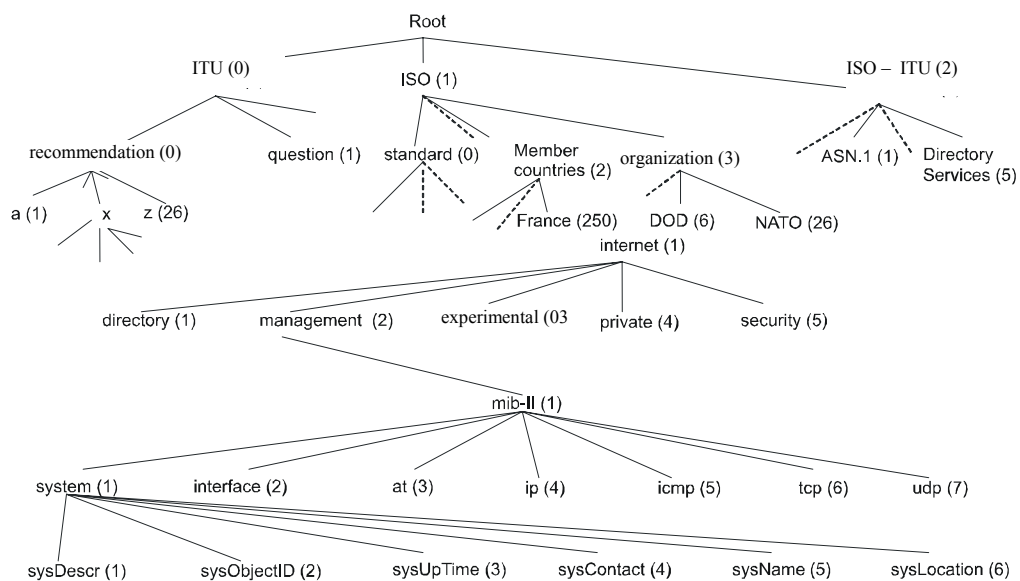 Root
ITU (0)
ISO (1)
ISO – ITU (2)
recommendation (0)
question (1)
standard (0)
Member
countries (2)
organization (3)
ASN.1 (1)
Directory
Services (5)
a (1)
x
z (26)
France (250)
DOD (6)
NATO (26)
internet (1)
directory (1)
management (2)
experimental (03
private (4)
security (5)
mib-II (1)
system (1)
interface (2)
at (3)
ip (4)
icmp (5)
tcp (6)
udp (7)
sysDescr (1)
sysObjectID (2)
sysUpTime (3)
sysContact (4)
sysName (5)
sysLocation (6)